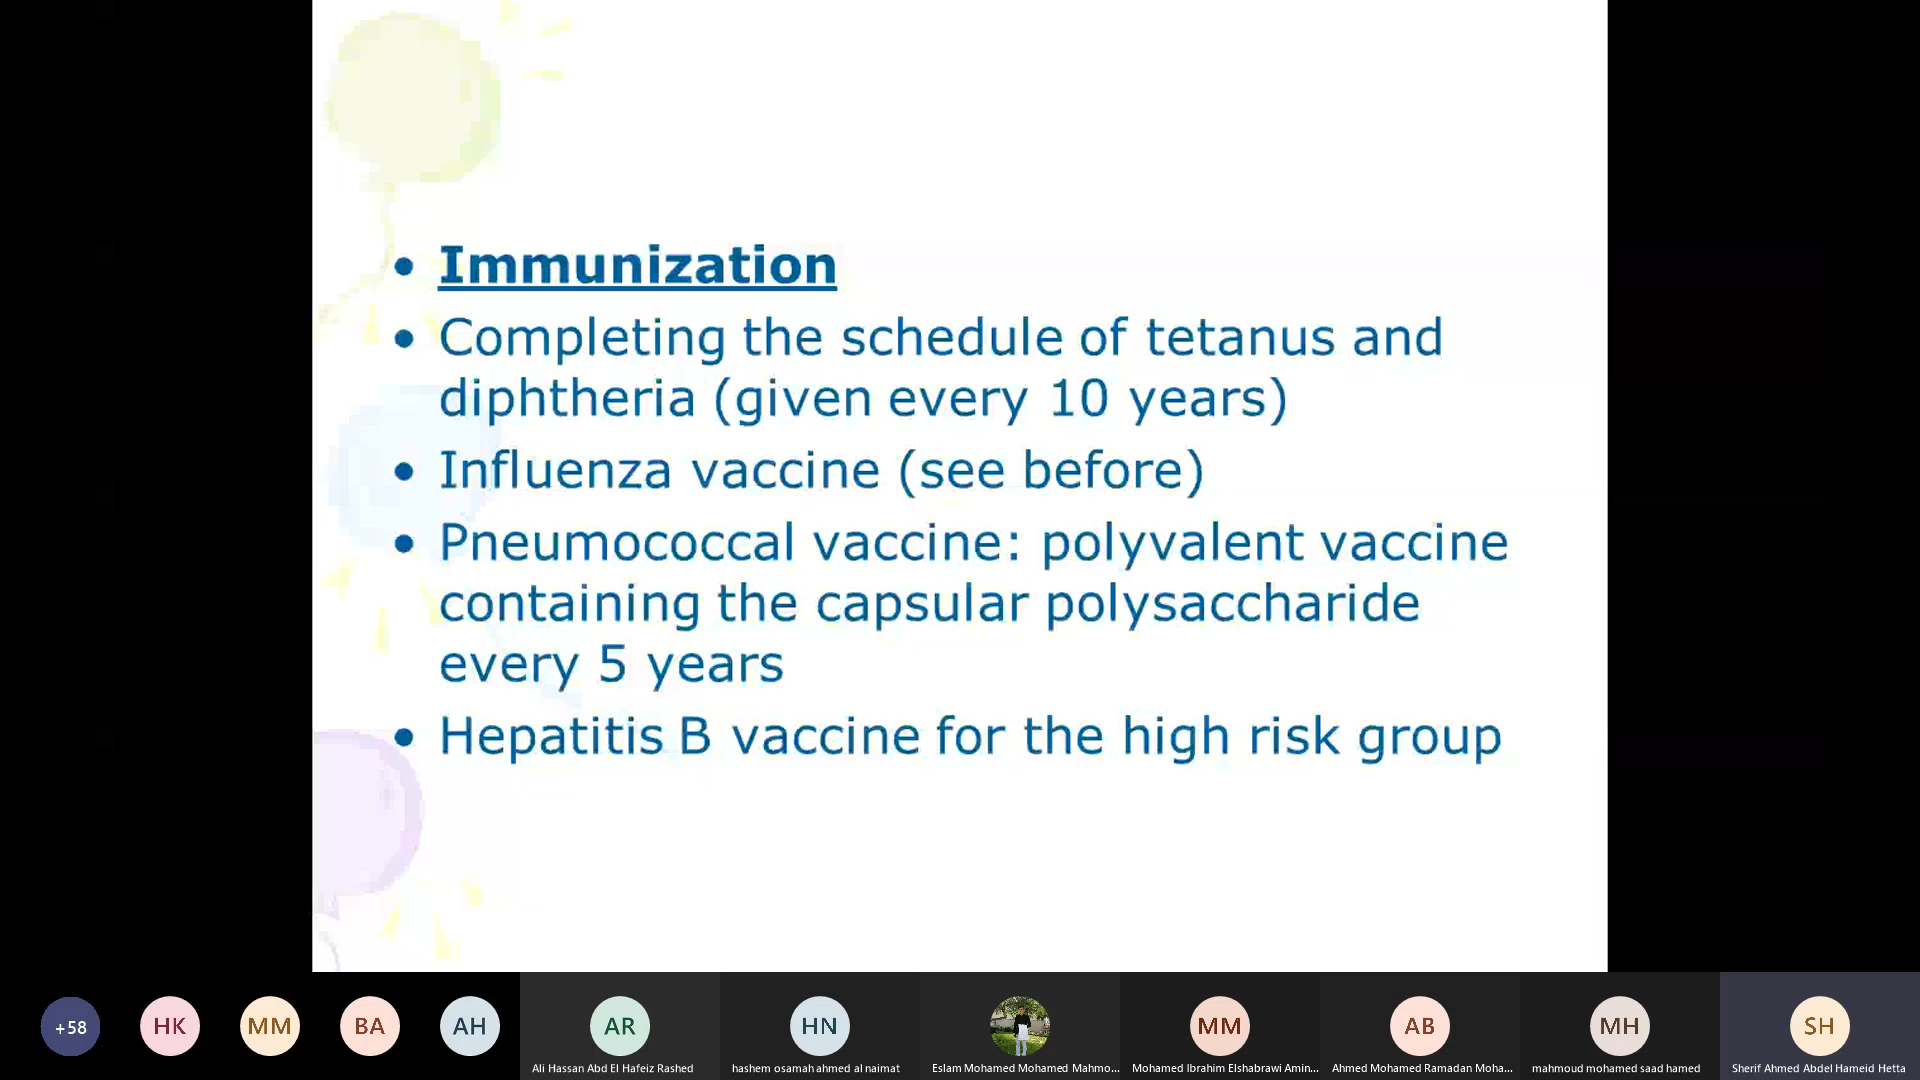 • Immunization
• Completing the schedule of tetanus and
diphtheria (given every 10 years)
• Influenza vaccine (see before)
• Pneumococcal vaccine: polyvalent vaccine
containing the capsular polysaccharide
every 5 years
• Hepatitis B vaccine for the high risk group
+58
HK
MM
BA
AH
AR
HN
MM
AB
MH
SH
Ali Hassan Abd El Hafeiz Rashed
hashem osamah ahmed al naimat
Eslam Mohamed Mohamed Mahmo...
Mohamed Ibrahim Elshabrawi Amin...
Ahmed Mohamed Ramadan Moha...
mahmoud mohamed saad hamed
Sherif Ahmed Abdel Hameid Hetta